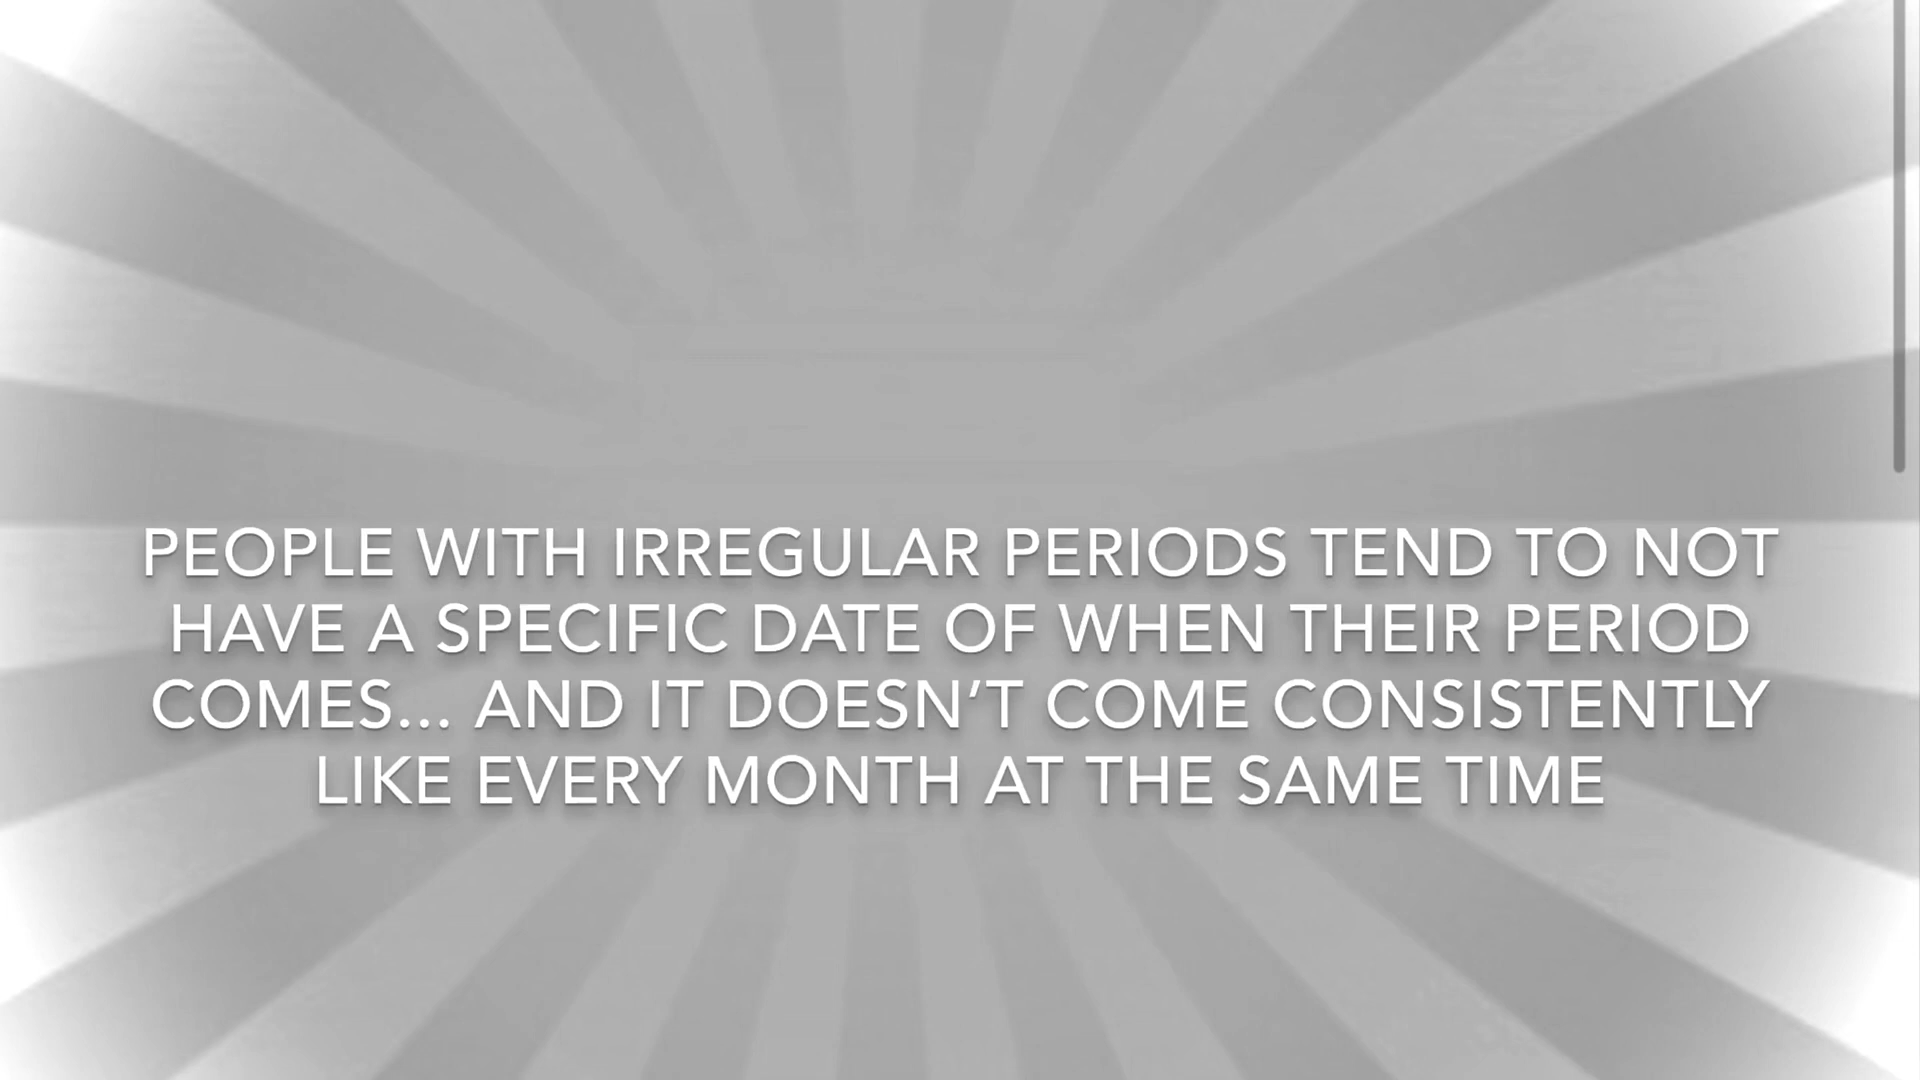 PEOPLE WITH IRREGULAR PERIODS TEND TO NOT
HAVE A SPECIFIC DATE OF WHEN THEIR PERIOD
COMES... AND IT DOESN’T COME CONSISTENTLY
LIKE EVERY MONTH AT THE SAME TIME